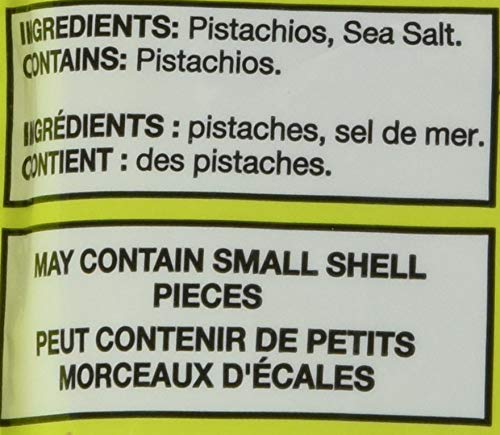 INGREDIENTS: Pistachios, Sea Salt.
CONTAINS: Pistachios.
INGRÉDIENTS : pistaches, sel de mer.
CONTIENT : des pistaches.
MAY CONTAIN SMALL SHELL
PIECES
PEUT CONTENIR DE PETITS
MORCEAUX D'ÉCALES